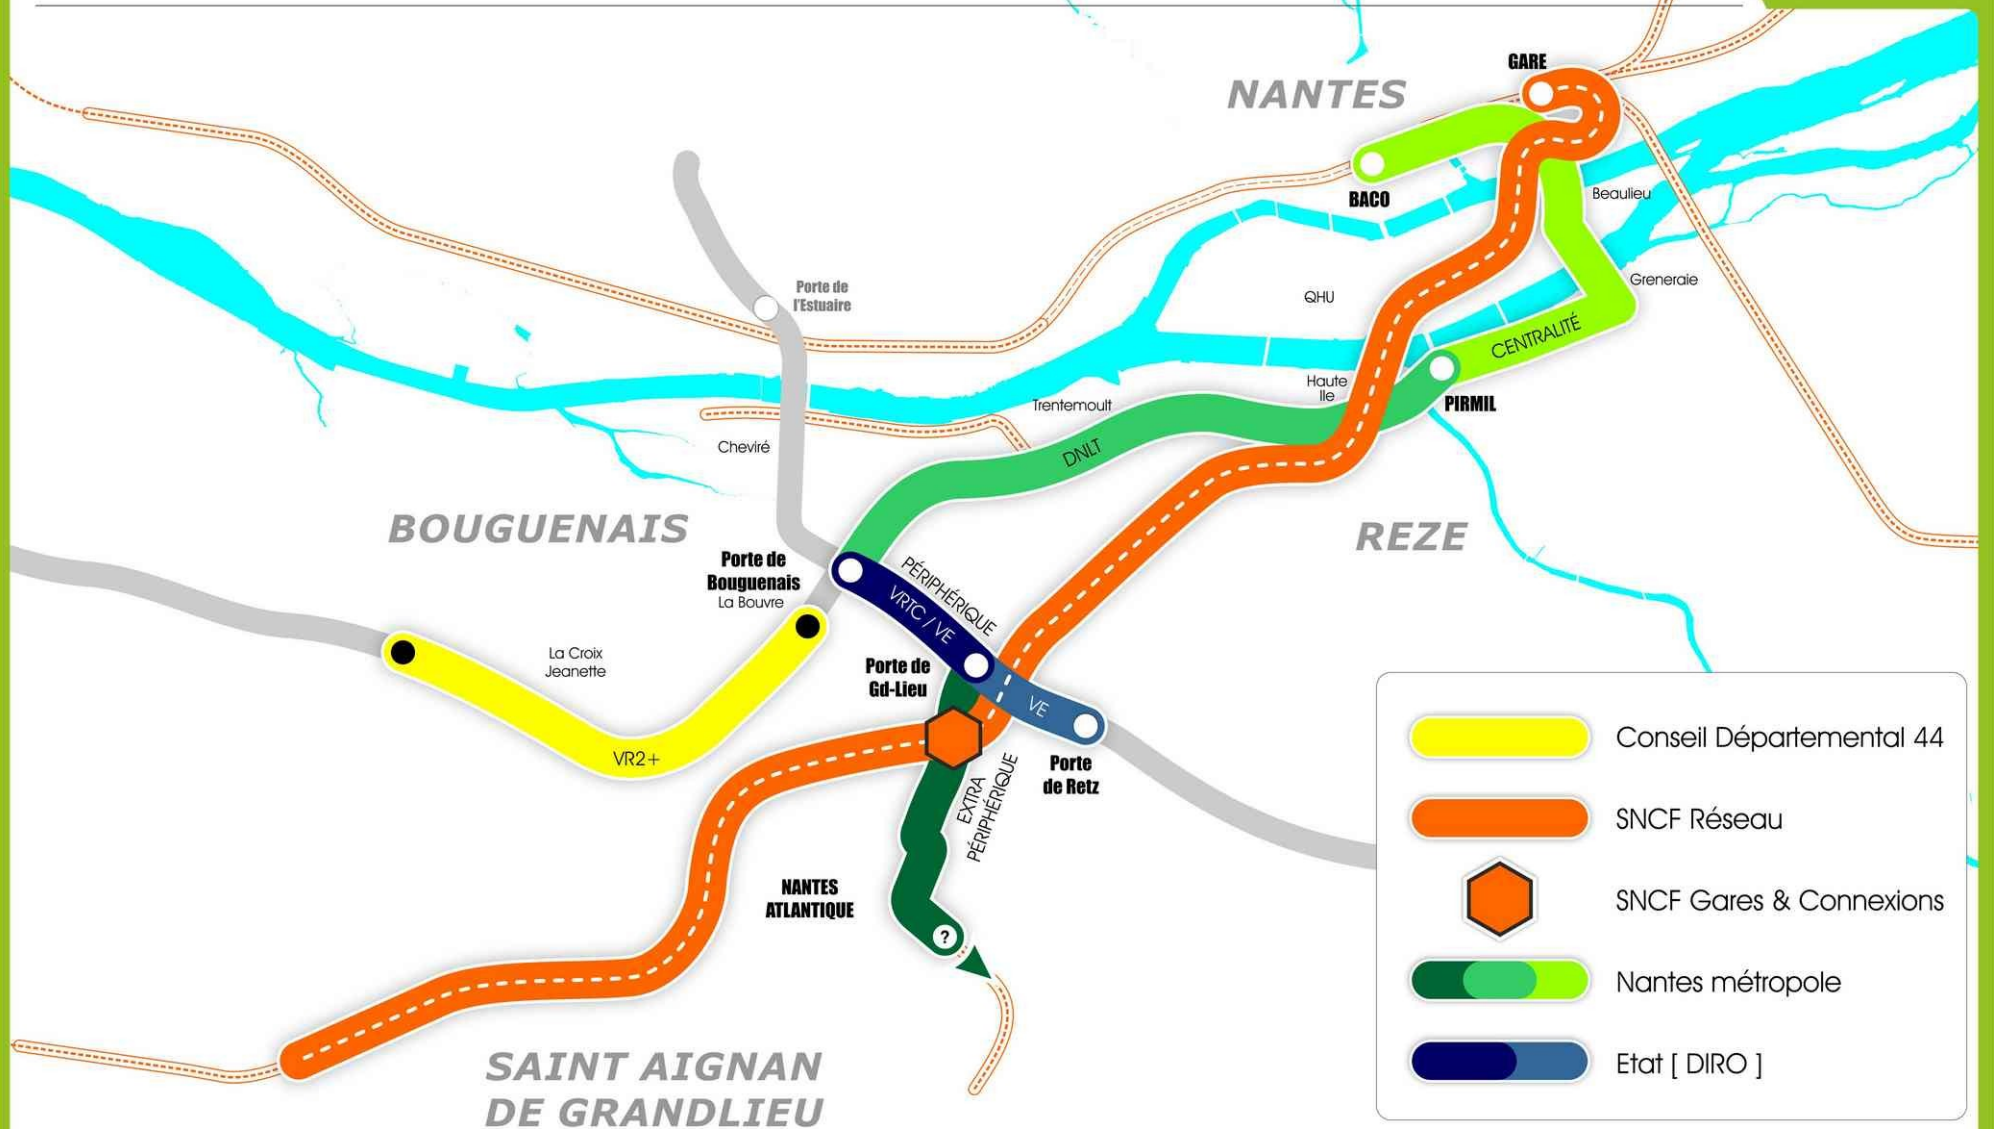 GARE
NANTES
BACO
Beaulieu
Greneraie
Porte de
l'Estuaire
QHU
CENTRALITÉ
Haute
Ile
PIRMIL
Trentemoult
DNLT
Cheviré
BOUGUENAIS
REZE
Porte de
Bouguenais
La Bouvre
PÉRIPHÉRIQUE
VRTC / VE
La Croix
Jeanette
Porte de
Gd-Lieu
VE
VR2+
Porte
de Retz
EXTRA
PÉRIPHÉRIQUE
NANTES
ATLANTIQUE
?
SAINT AIGNAN
DE GRANDLIEU
Conseil Départemental 44
SNCF Réseau
SNCF Gares & Connexions
Nantes métropole
Etat [ DIRO ]